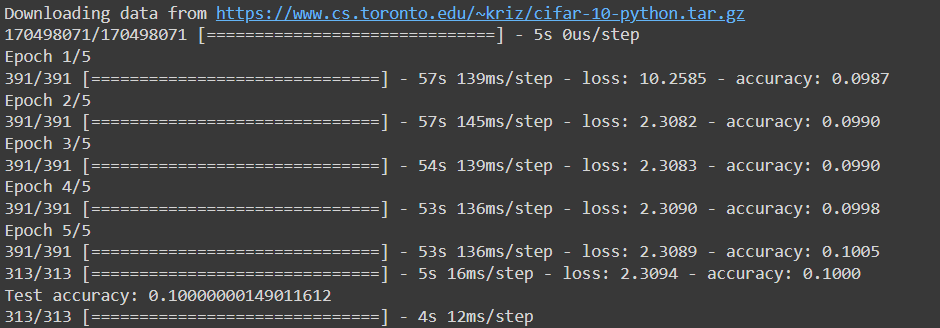 Downloading data from https://www.cs.toronto.edu/~kriz/cifar-10-python.tar.gz
170498071/170498071 [==============================] - 5s 0us/step
Epoch 1/5
391/391 [==============================] - 57s 139ms/step - loss: 10.2585 - accuracy: 0.0987
Epoch 2/5
391/391 [==============================] - 57s 145ms/step - loss: 2.3082 - accuracy: 0.0990
Epoch 3/5
391/391 [==============================] - 54s 139ms/step - loss: 2.3083 - accuracy: 0.0990
Epoch 4/5
391/391 [==============================] - 53s 136ms/step - loss: 2.3090 - accuracy: 0.0998
Epoch 5/5
391/391 [==============================] - 53s 136ms/step - loss: 2.3089 - accuracy: 0.1005
313/313 [==============================] - 5s 16ms/step - loss: 2.3094 - accuracy: 0.1000
Test accuracy: 0.10000000149011612
313/313 [==============================] - 4s 12ms/step